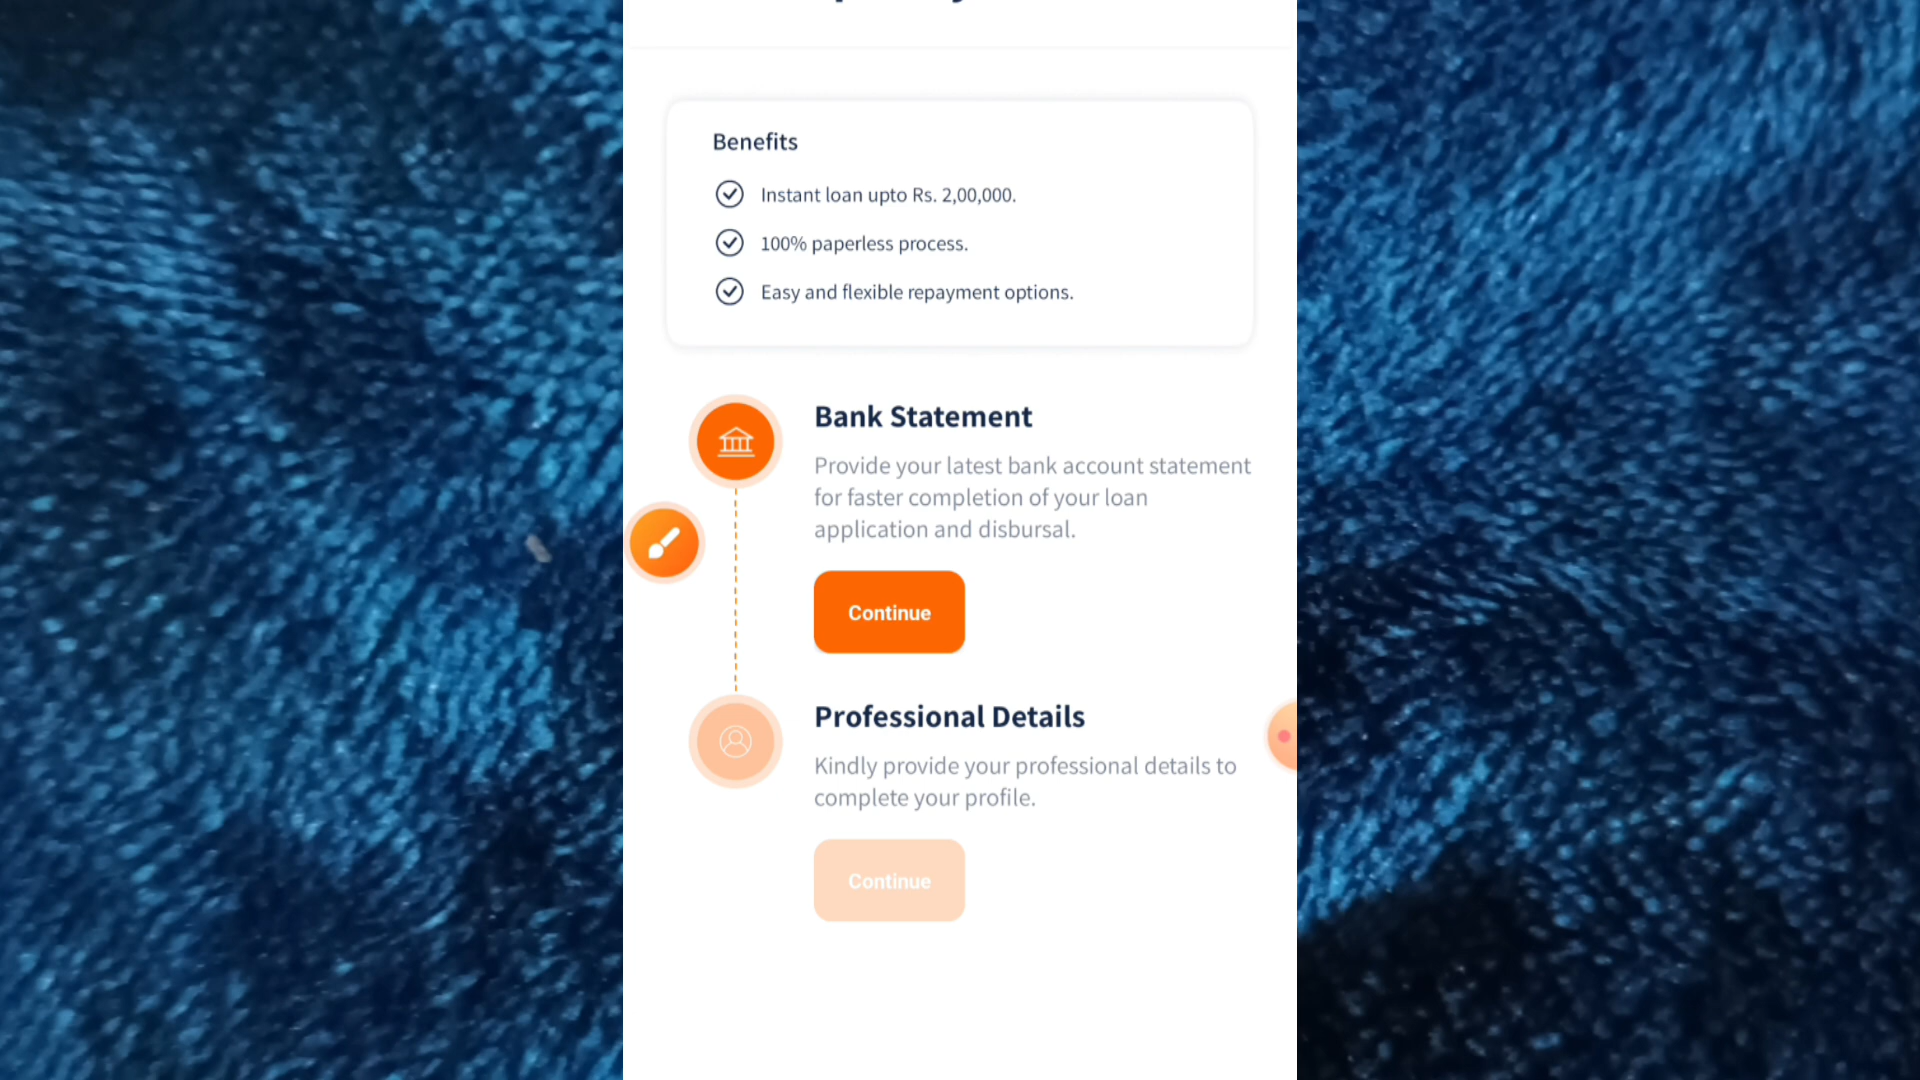 Benefits
Instant loan upto Rs. 2,00,000.
100% paperless process.
Easy and flexible repayment options.
Bank Statement
Provide your latest bank account statement
for faster completion of your loan
application and disbursal.
Continue
Professional Details
Kindly provide your professional details to
complete your profile.
Continue